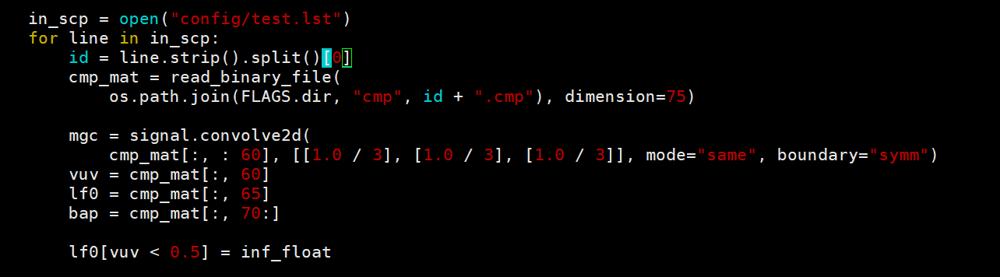 in_scp = open("config/test.lst")
for line in in_scp:
    id = line.strip().split()[0]
    cmp_mat = read_binary_file(
        os.path.join(FLAGS.dir, "cmp", id + ".cmp"), dimension=75)

    mgc = signal.convolve2d(
        cmp_mat[:, : 60], [[1.0 / 3], [1.0 / 3], [1.0 / 3]], mode="same", boundary="symm")
    vuv = cmp_mat[:, 60]
    lf0 = cmp_mat[:, 65]
    bap = cmp_mat[:, 70:]

    lf0[vuv < 0.5] = inf_float